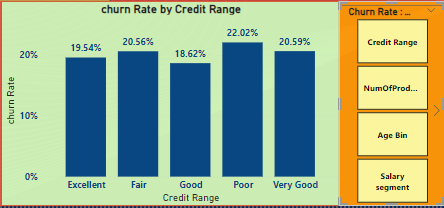 churn Rate by Credit Range
churn Rate
20%
10%
0%
19.54%
20.56%
18.62%
22.02%
20.59%
Excellent
Fair
Good
Poor
Very Good
Credit Range
Churn Rate : ...
Credit Range
NumOfProd...
Age Bin
Salary
segment